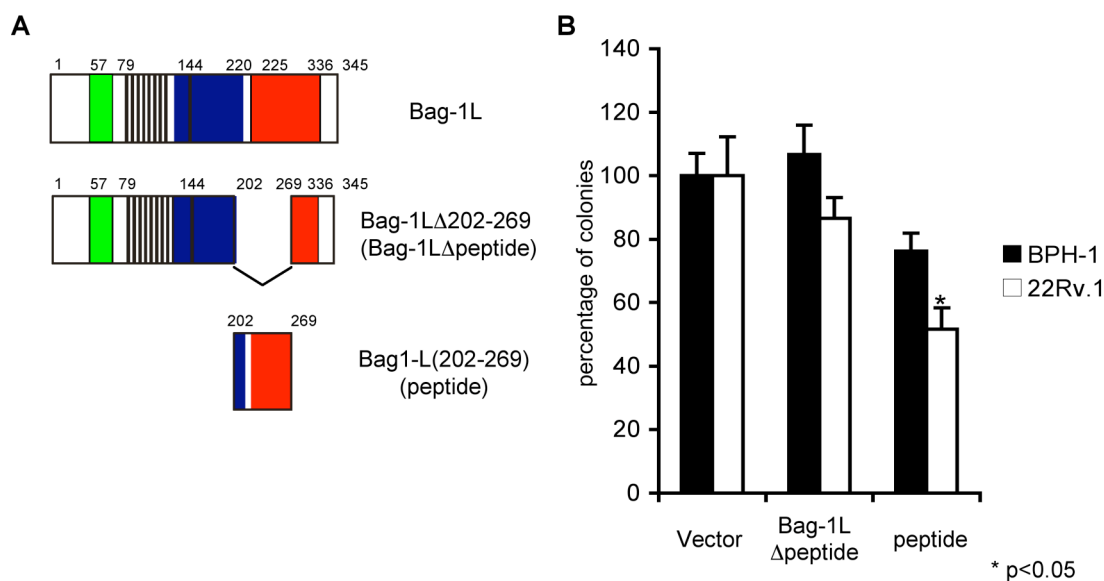 A
1 57 79 144 220 225 336 345
Bag-1L
1 57 79 144 202 269 336 345
Bag-1LΔ202-269
(Bag-1LΔpeptide)
202 269
Bag1-L(202-269)
(peptide)
B
percentage of colonies
140
120
100
80
60
40
20
0
*
BPH-1
22Rv.1
Vector
Bag-1L
Δpeptide
peptide
* p<0.05